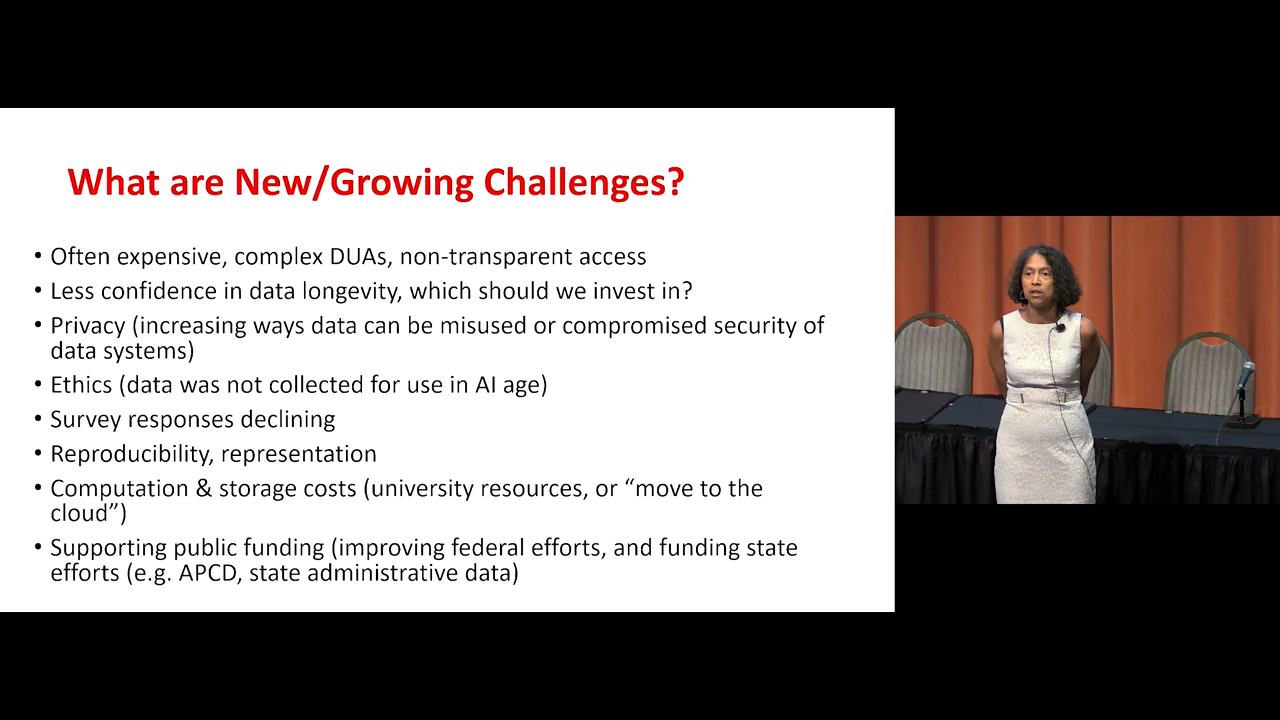 What are New/Growing Challenges?
• Often expensive, complex DUAs, non-transparent access
• Less confidence in data longevity, which should we invest in?
• Privacy (increasing ways data can be misused or compromised security of
data systems)
• Ethics (data was not collected for use in AI age)
• Survey responses declining
• Reproducibility, representation
• Computation & storage costs (university resources, or “move to the
cloud”)
• Supporting public funding (improving federal efforts, and funding state
efforts (e.g. APCD, state administrative data)